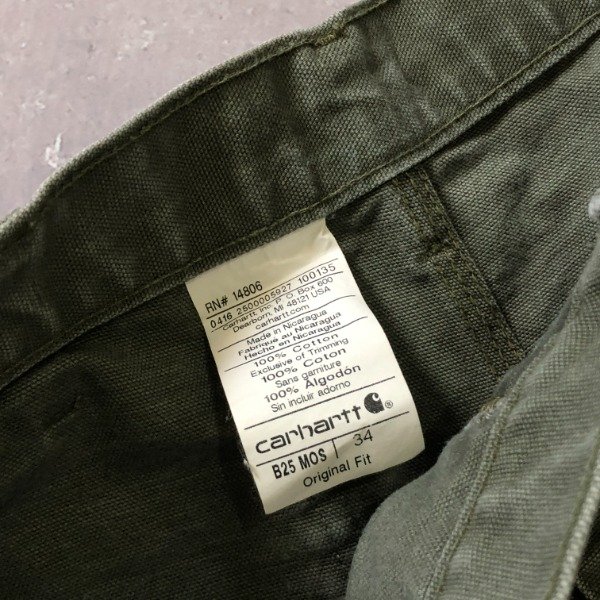 RN# 14806
0416 2500005927 100135
Carhartt Inc. P O Box 600
Dearborn, MI 48121 USA
carhartt.com
Made in Nicaragua
Fabriqué au Nicaragua
Hecho en Nicaragua
100% Cotton
Exclusive of Trimming
100% Coton
Sans garniture
100% Algodón
Sin incluir adorno
carhartt
B25 MOS 34
Original Fit